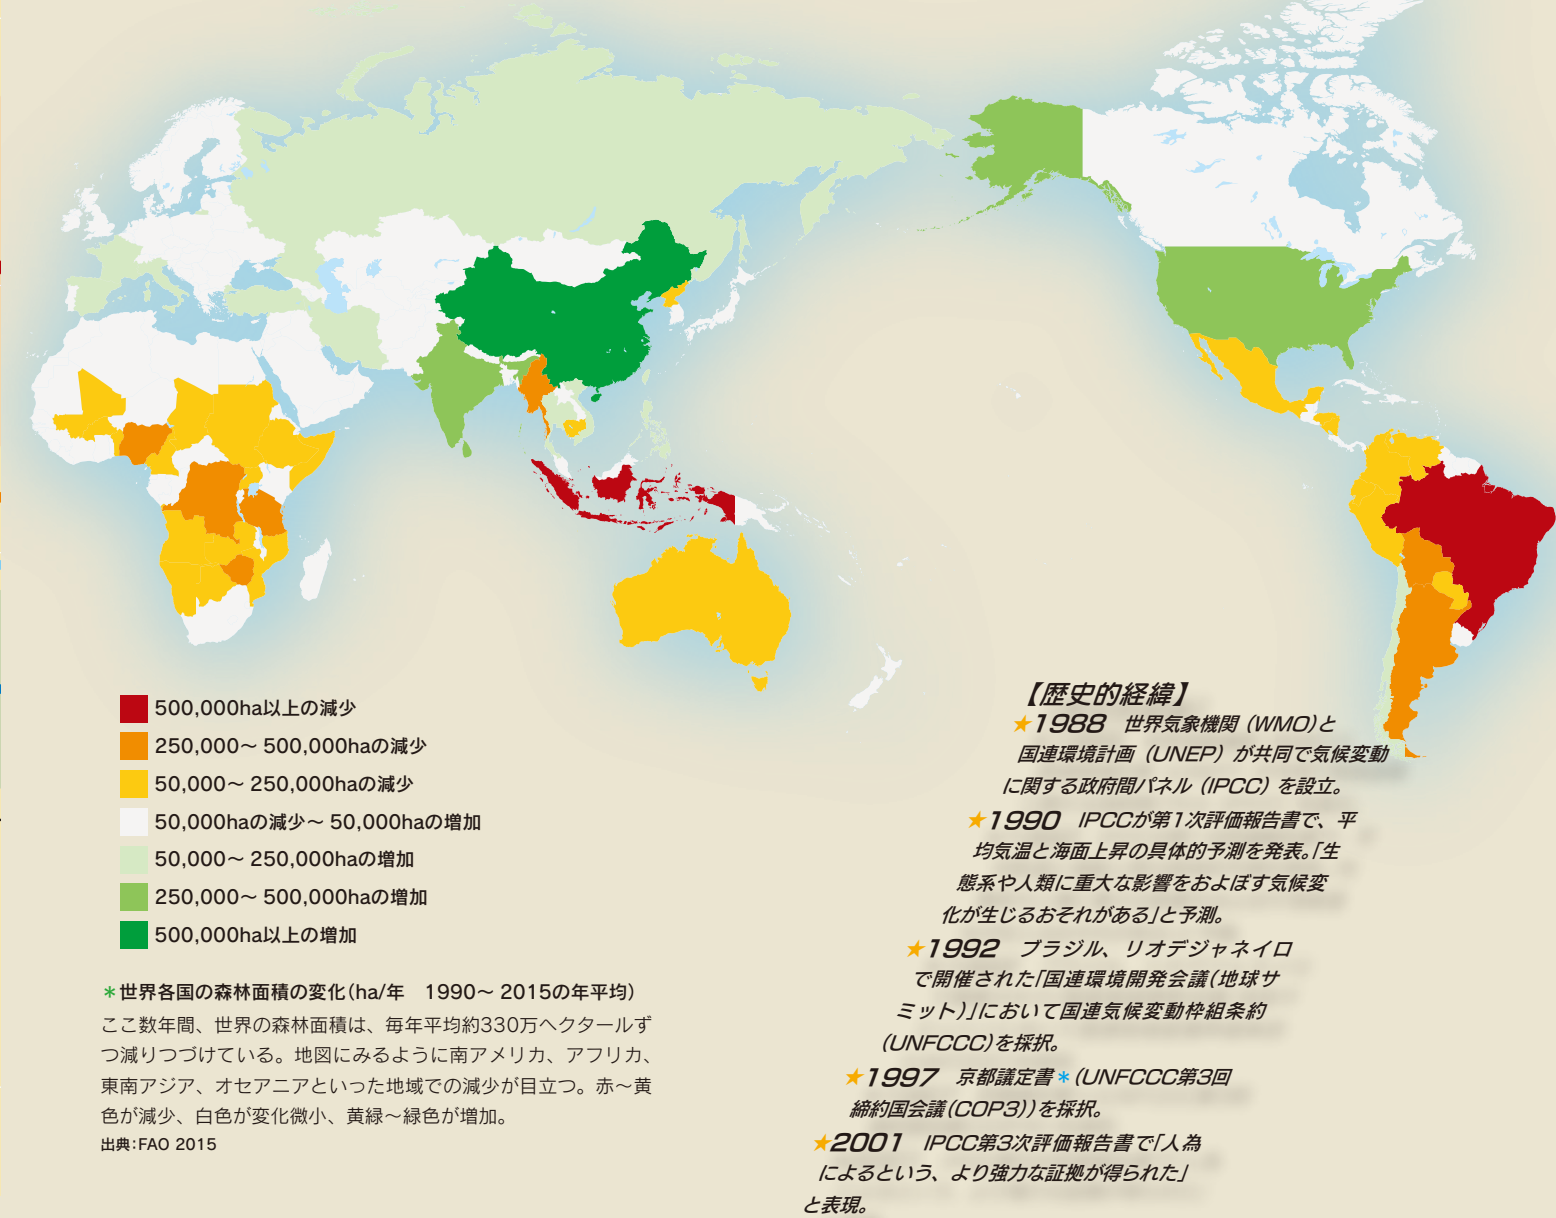 500,000ha以上の減少
250,000～500,000haの減少
50,000～250,000haの減少
50,000haの減少～50,000haの増加
50,000～250,000haの増加
250,000～500,000haの増加
500,000ha以上の増加
＊世界各国の森林面積の変化（ha/年　1990～2015の年平均）
ここ数年間、世界の森林面積は、毎年平均約330万ヘクタールず
つ減りつづけている。地図にみるように南アメリカ、アフリカ、
東南アジア、オセアニアといった地域での減少が目立つ。赤～黄
色が減少、白色が変化微小、黄緑～緑色が増加。
出典：FAO 2015
【歴史的経緯】
★1988　世界気象機関（WMO）と
国連環境計画（UNEP）が共同で気候変動
に関する政府間パネル（IPCC）を設立。
★1990　IPCCが第1次評価報告書で、平
均気温と海面上昇の具体的予測を発表。「生
態系や人類に重大な影響をおよぼす気候変
化が生じるおそれがある」と予測。
★1992　ブラジル、リオデジャネイロ
で開催された「国連環境開発会議（地球サ
ミット）」において国連気候変動枠組条約
（UNFCCC）を採択。
★1997　京都議定書＊（UNFCCC第3回
締約国会議（COP3））を採択。
★2001　IPCC第3次評価報告書で「人為
によるという、より強力な証拠が得られた」
と表現。